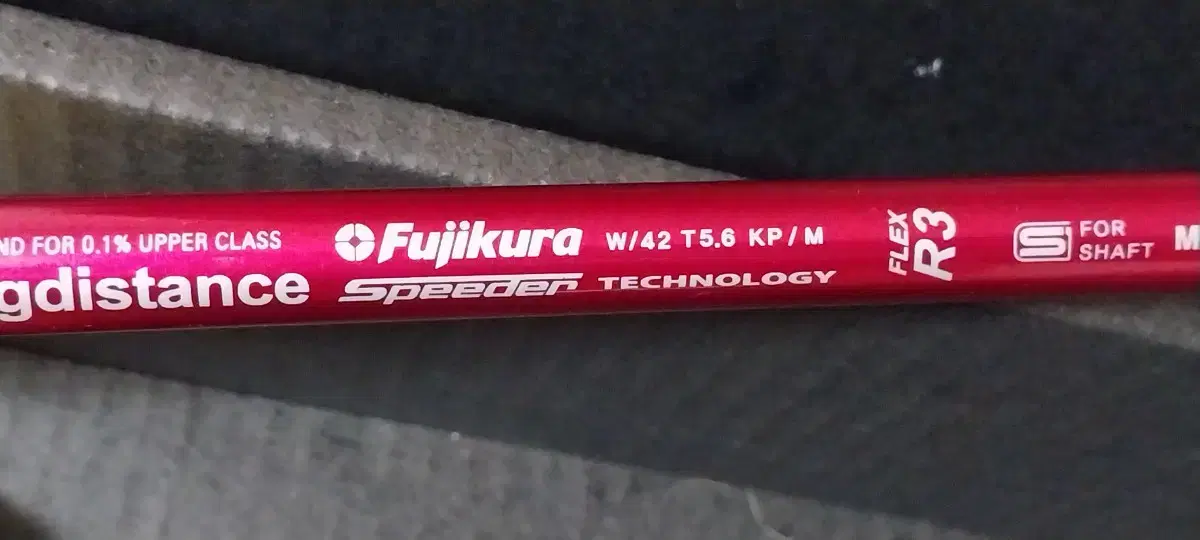 ND FOR 0.1% UPPER CLASS
gdistance
Fujikura W/42 T5.6 KP/M
Speeder TECHNOLOGY
FLEX
R3
S FOR
SHAFT
M